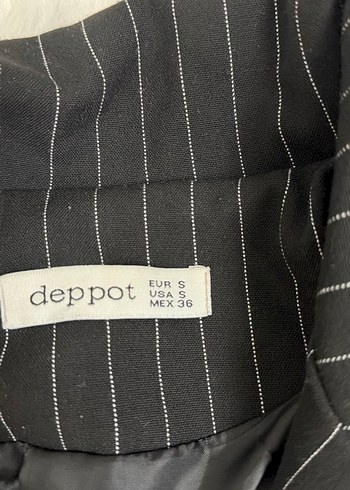 deppot
EUR S
USA S
MEX 36